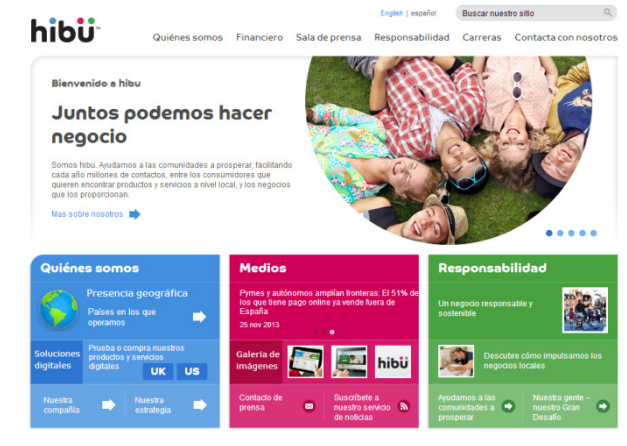 English | español
Buscar nuestro sitio
hibü™
Quiénes somos Financiero Sala de prensa Responsabilidad Carreras Contacta con nosotros
Bienvenido a hibu
Juntos podemos hacer
negocio
Somos hibu. Ayudamos a las comunidades a prosperar, facilitando
cada año millones de contactos, entre los consumidores que
quieren encontrar productos y servicios a nivel local, y los negocios
que los proporcionan.
Mas sobre nosotros
Quiénes somos
Presencia geográfica
Países en los que
operamos
Soluciones
digitales
Prueba o compra nuestros
productos y servicios
digitales
UK US
Nuestra
compañía
Nuestra
estrategia
Medios
Pymes y autónomos amplían fronteras: El 51% de
los que tiene pago online ya vende fuera de
España
25 nov 2013
Galería de
imágenes
hibü
Contacto de
prensa
Suscríbete a
nuestro servicio
de noticias
Responsabilidad
Un negocio responsable y
sostenible
Descubre cómo impulsamos los
negocios locales
Ayudamos a las
comunidades a
prosperar
Nuestra gente –
nuestro Gran
Desafío